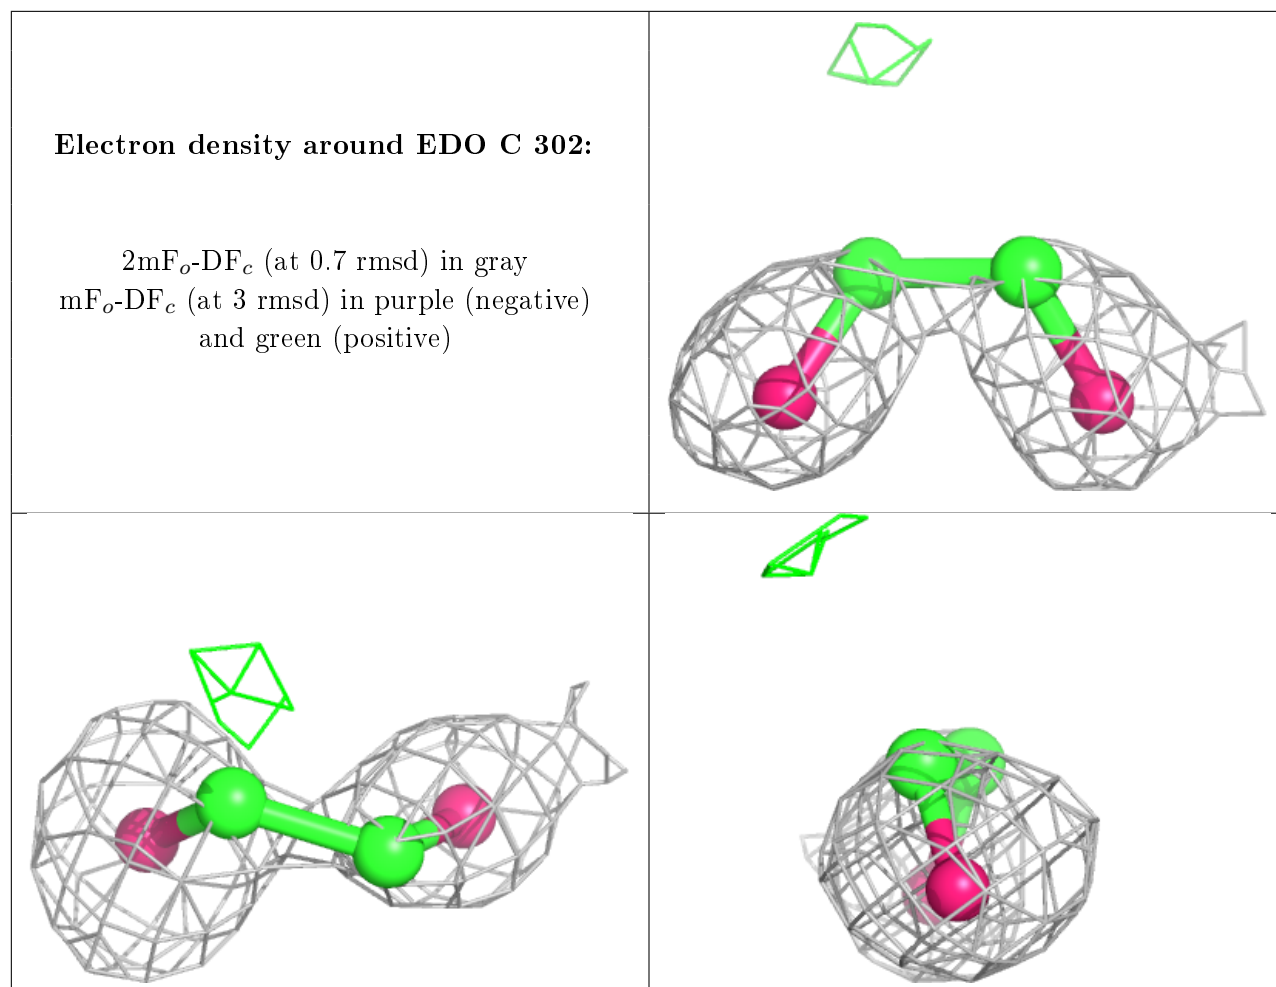 Electron density around EDO C 302:
2mFo-DFc (at 0.7 rmsd) in gray
mFo-DFc (at 3 rmsd) in purple (negative)
and green (positive)